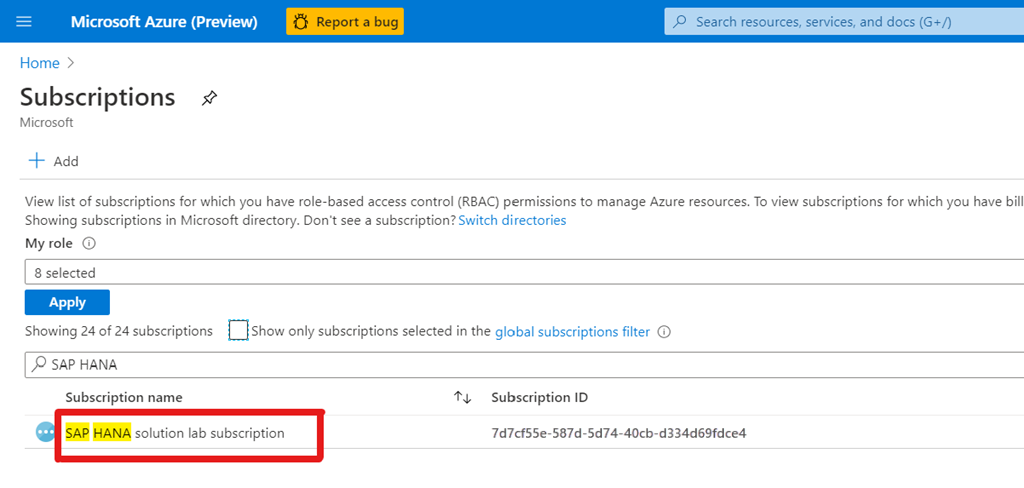 Microsoft Azure (Preview) Report a bug Search resources, services, and docs (G+/)
Home
Subscriptions
Microsoft
Add
View list of subscriptions for which you have role-based access control (RBAC) permissions to manage Azure resources. To view subscriptions for which you have bill
Showing subscriptions in Microsoft directory. Don't see a subscription? Switch directories
My role
8 selected
Apply
Showing 24 of 24 subscriptions Show only subscriptions selected in the global subscriptions filter
SAP HANA
Subscription name Subscription ID
SAP HANA solution lab subscription 7d7cf55e-587d-5d74-40cb-d334d69fdce4